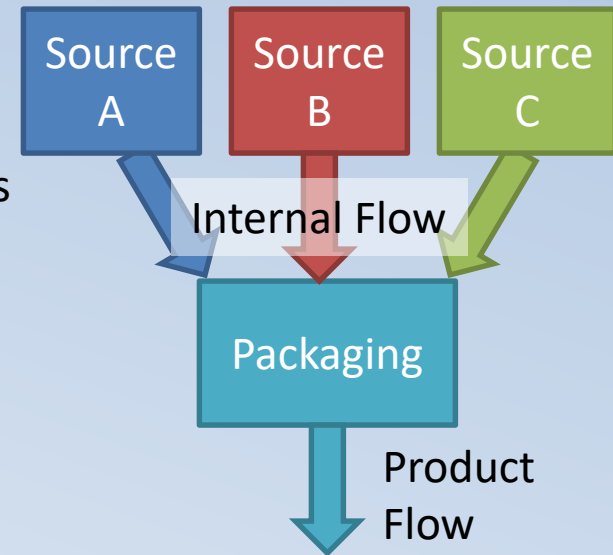 Source
A
Source
B
Source
C
s
Internal Flow
Packaging
Product
Flow